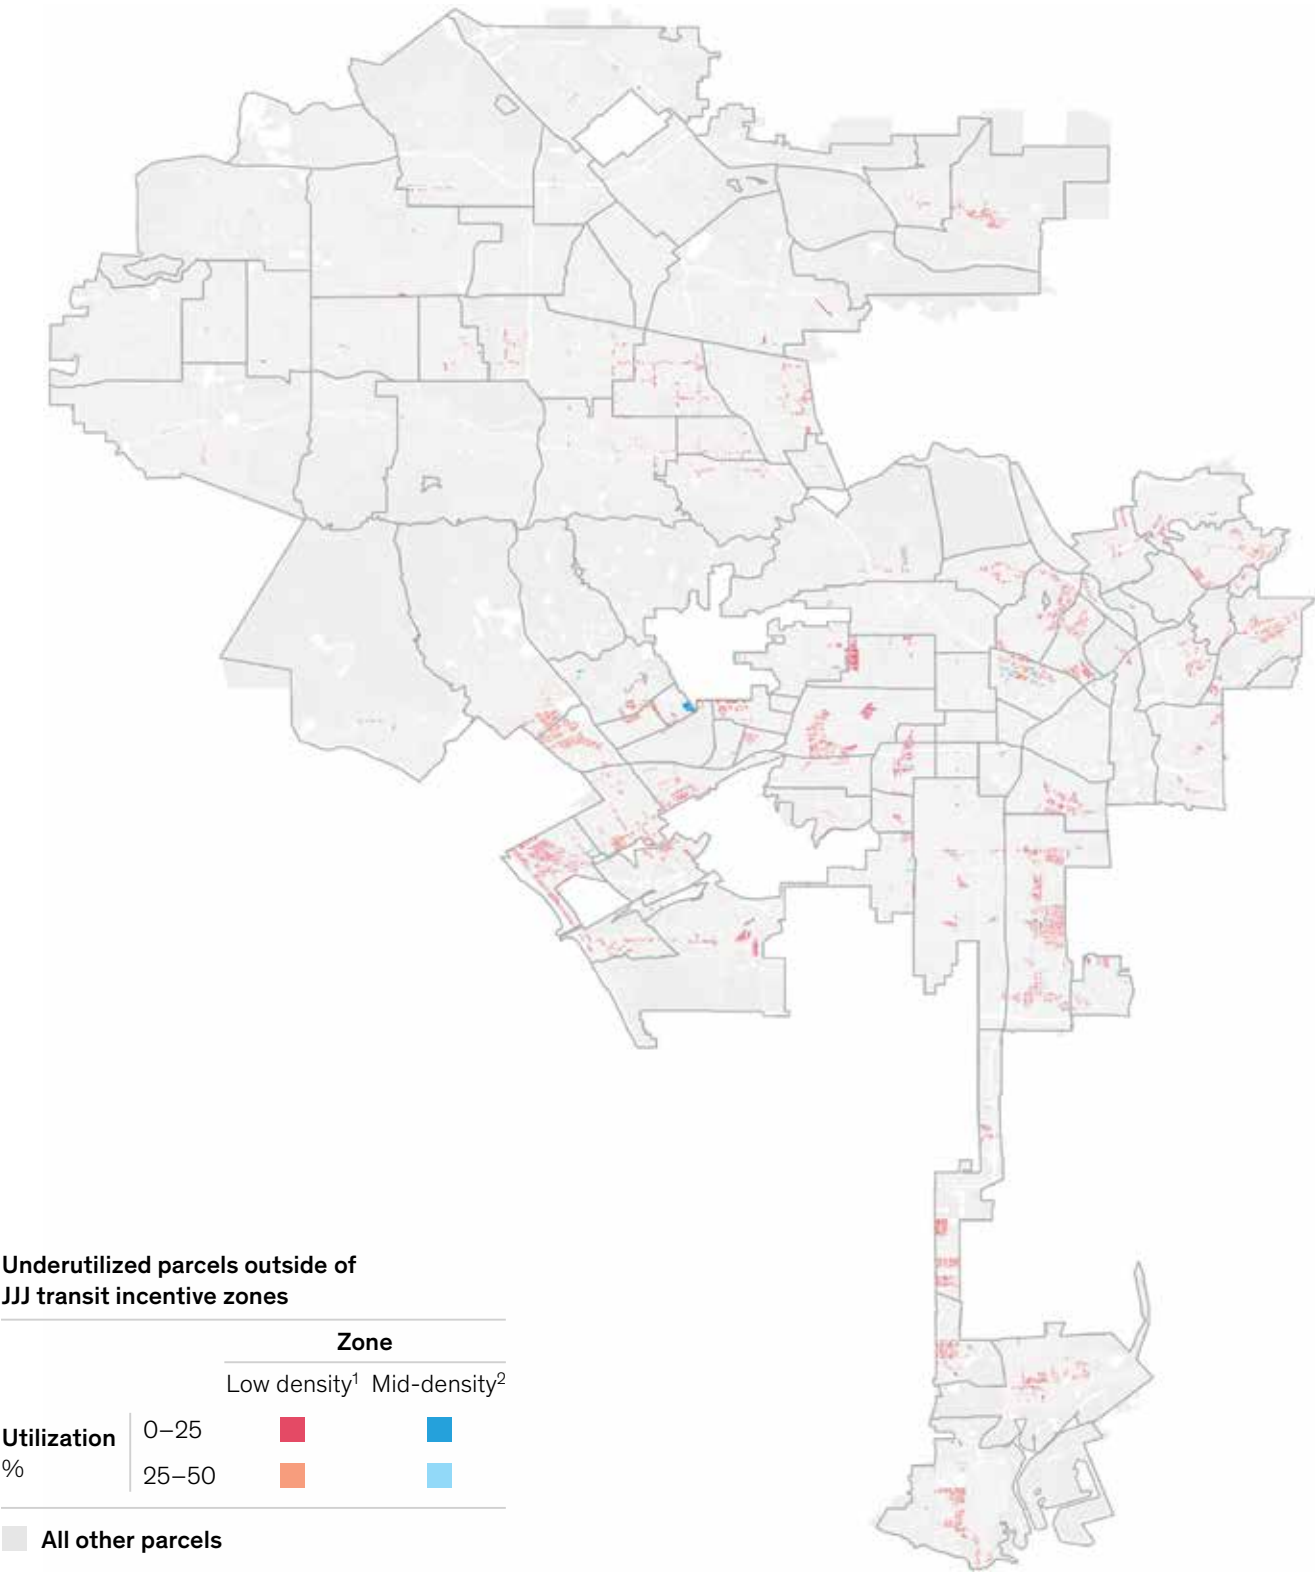 Underutilized parcels outside of
JJJ transit incentive zones
Zone
Low density¹ Mid-density²
Utilization
%
0–25
25–50
All other parcels